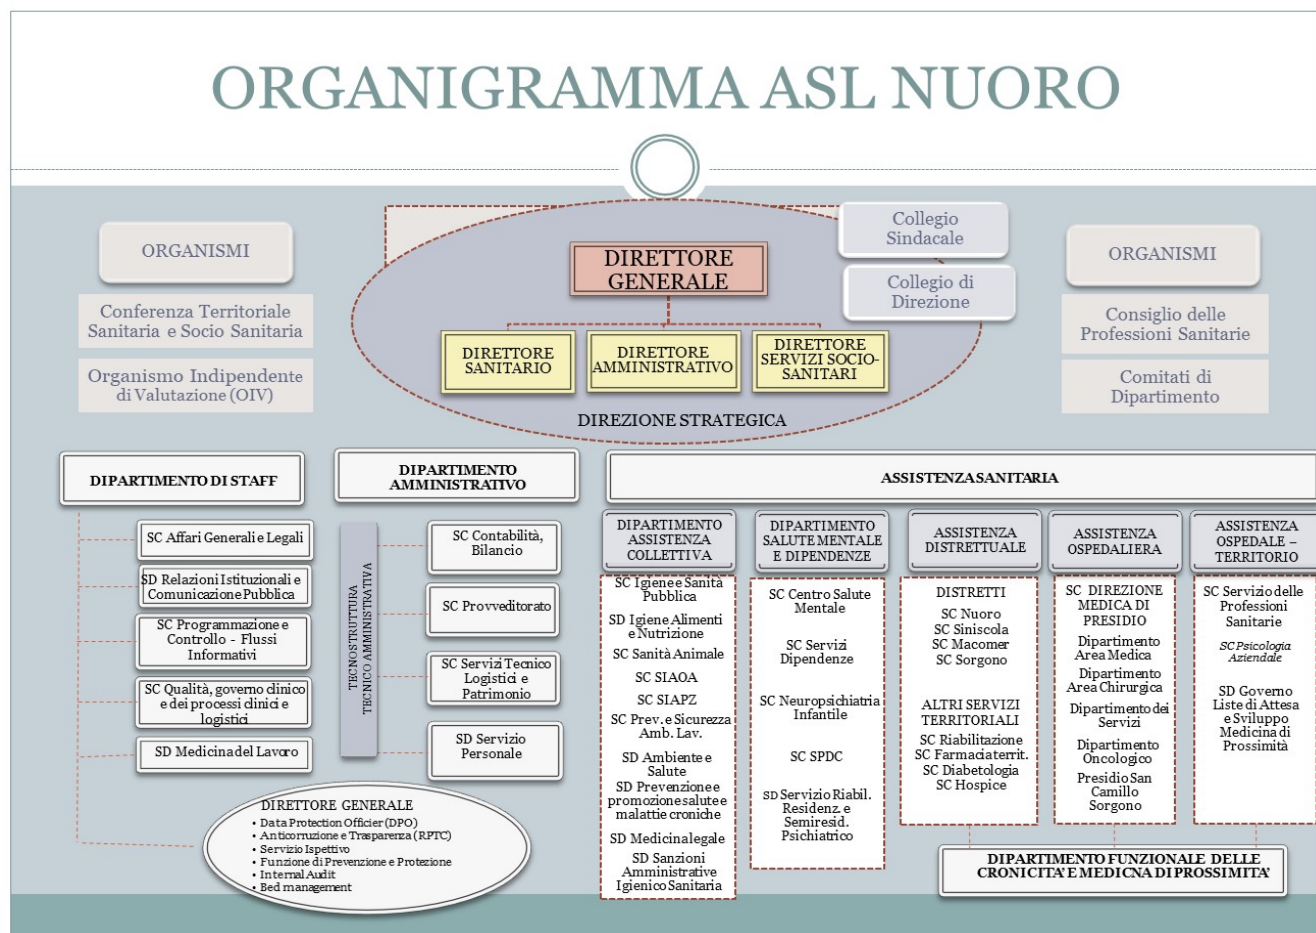 ORGANIGRAMMA ASL NUORO
ORGANISMI
Conferenza Territoriale
Sanitaria e Socio Sanitaria
Organismo Indipendente
di Valutazione (OIV)
DIRETTORE
GENERALE
Collegio
Sindacale
Collegio di
Direzione
DIRETTORE
SANITARIO
DIRETTORE
AMMINISTRATIVO
DIRETTORE
SERVIZI SOCIO-
SANITARI
DIREZIONE STRATEGICA
ORGANISMI
Consiglio delle
Professioni Sanitarie
Comitati di
Dipartimento
DIPARTIMENTO DI STAFF
SC Affari Generali e Legali
SD Relazioni Istituzionali e
Comunicazione Pubblica
SC Programmazione e
Controllo - Flussi
Informativi
SC Qualità, governo clinico
e dei processi clinici e
logistici
SD Medicina del Lavoro
DIRETTORE GENERALE
• Data Protection Officier (DPO)
• Anticorruzione e Trasparenza (RPTC)
• Servizio Ispettivo
• Funzione di Prevenzione e Protezione
• Internal Audit
• Bed management
DIPARTIMENTO
AMMINISTRATIVO
TECNOSTRUTTURA
TECNICO AMMINISTRATIVA
SC Contabilità,
Bilancio
SC Provveditorato
SC Servizi Tecnico
Logistici e
Patrimonio
SD Servizio
Personale
ASSISTENZA SANITARIA
DIPARTIMENTO
ASSISTENZA
COLLETTIVA
SC Igiene e Sanità
Pubblica
SD Igiene Alimenti
e Nutrizione
SC Sanità Animale
SC SIAOA
SC SIAPZ
SC Prev. e Sicurezza
Amb. Lav.
SD Ambiente e
Salute
SD Prevenzione e
promozione salute e
malattie croniche
SD Medicina legale
SD Sanzioni
Amministrative
Igienico Sanitaria
DIPARTIMENTO
SALUTE MENTALE
E DIPENDENZE
SC Centro Salute
Mentale
SC Servizi
Dipendenze
SC Neuropsichiatria
Infantile
SC SPDC
SD Servizio Riabil.
Residenz. e
Semiresid.
Psichiatrico
ASSISTENZA
DISTRETTUALE
DISTRETTI
SC Nuoro
SC Siniscola
SC Macomer
SC Sorgono
ALTRI SERVIZI
TERRITORIALI
SC Riabilitazione
SC Farmacia territ.
SC Diabetologia
SC Hospice
ASSISTENZA
OSPEDALIERA
SC DIREZIONE
MEDICA DI
PRESIDIO
Dipartimento
Area Medica
Dipartimento
Area Chirurgica
Dipartimento dei
Servizi
Dipartimento
Oncologico
Presidio San
Camillo
Sorgono
ASSISTENZA
OSPEDALE –
TERRITORIO
SC Servizio delle
Professioni
Sanitarie
SC Psicologia
Aziendale
SD Governo
Liste di Attesa
e Sviluppo
Medicina di
Prossimità
DIPARTIMENTO FUNZIONALE DELLE
CRONICITA' E MEDICNA DI PROSSIMITA'